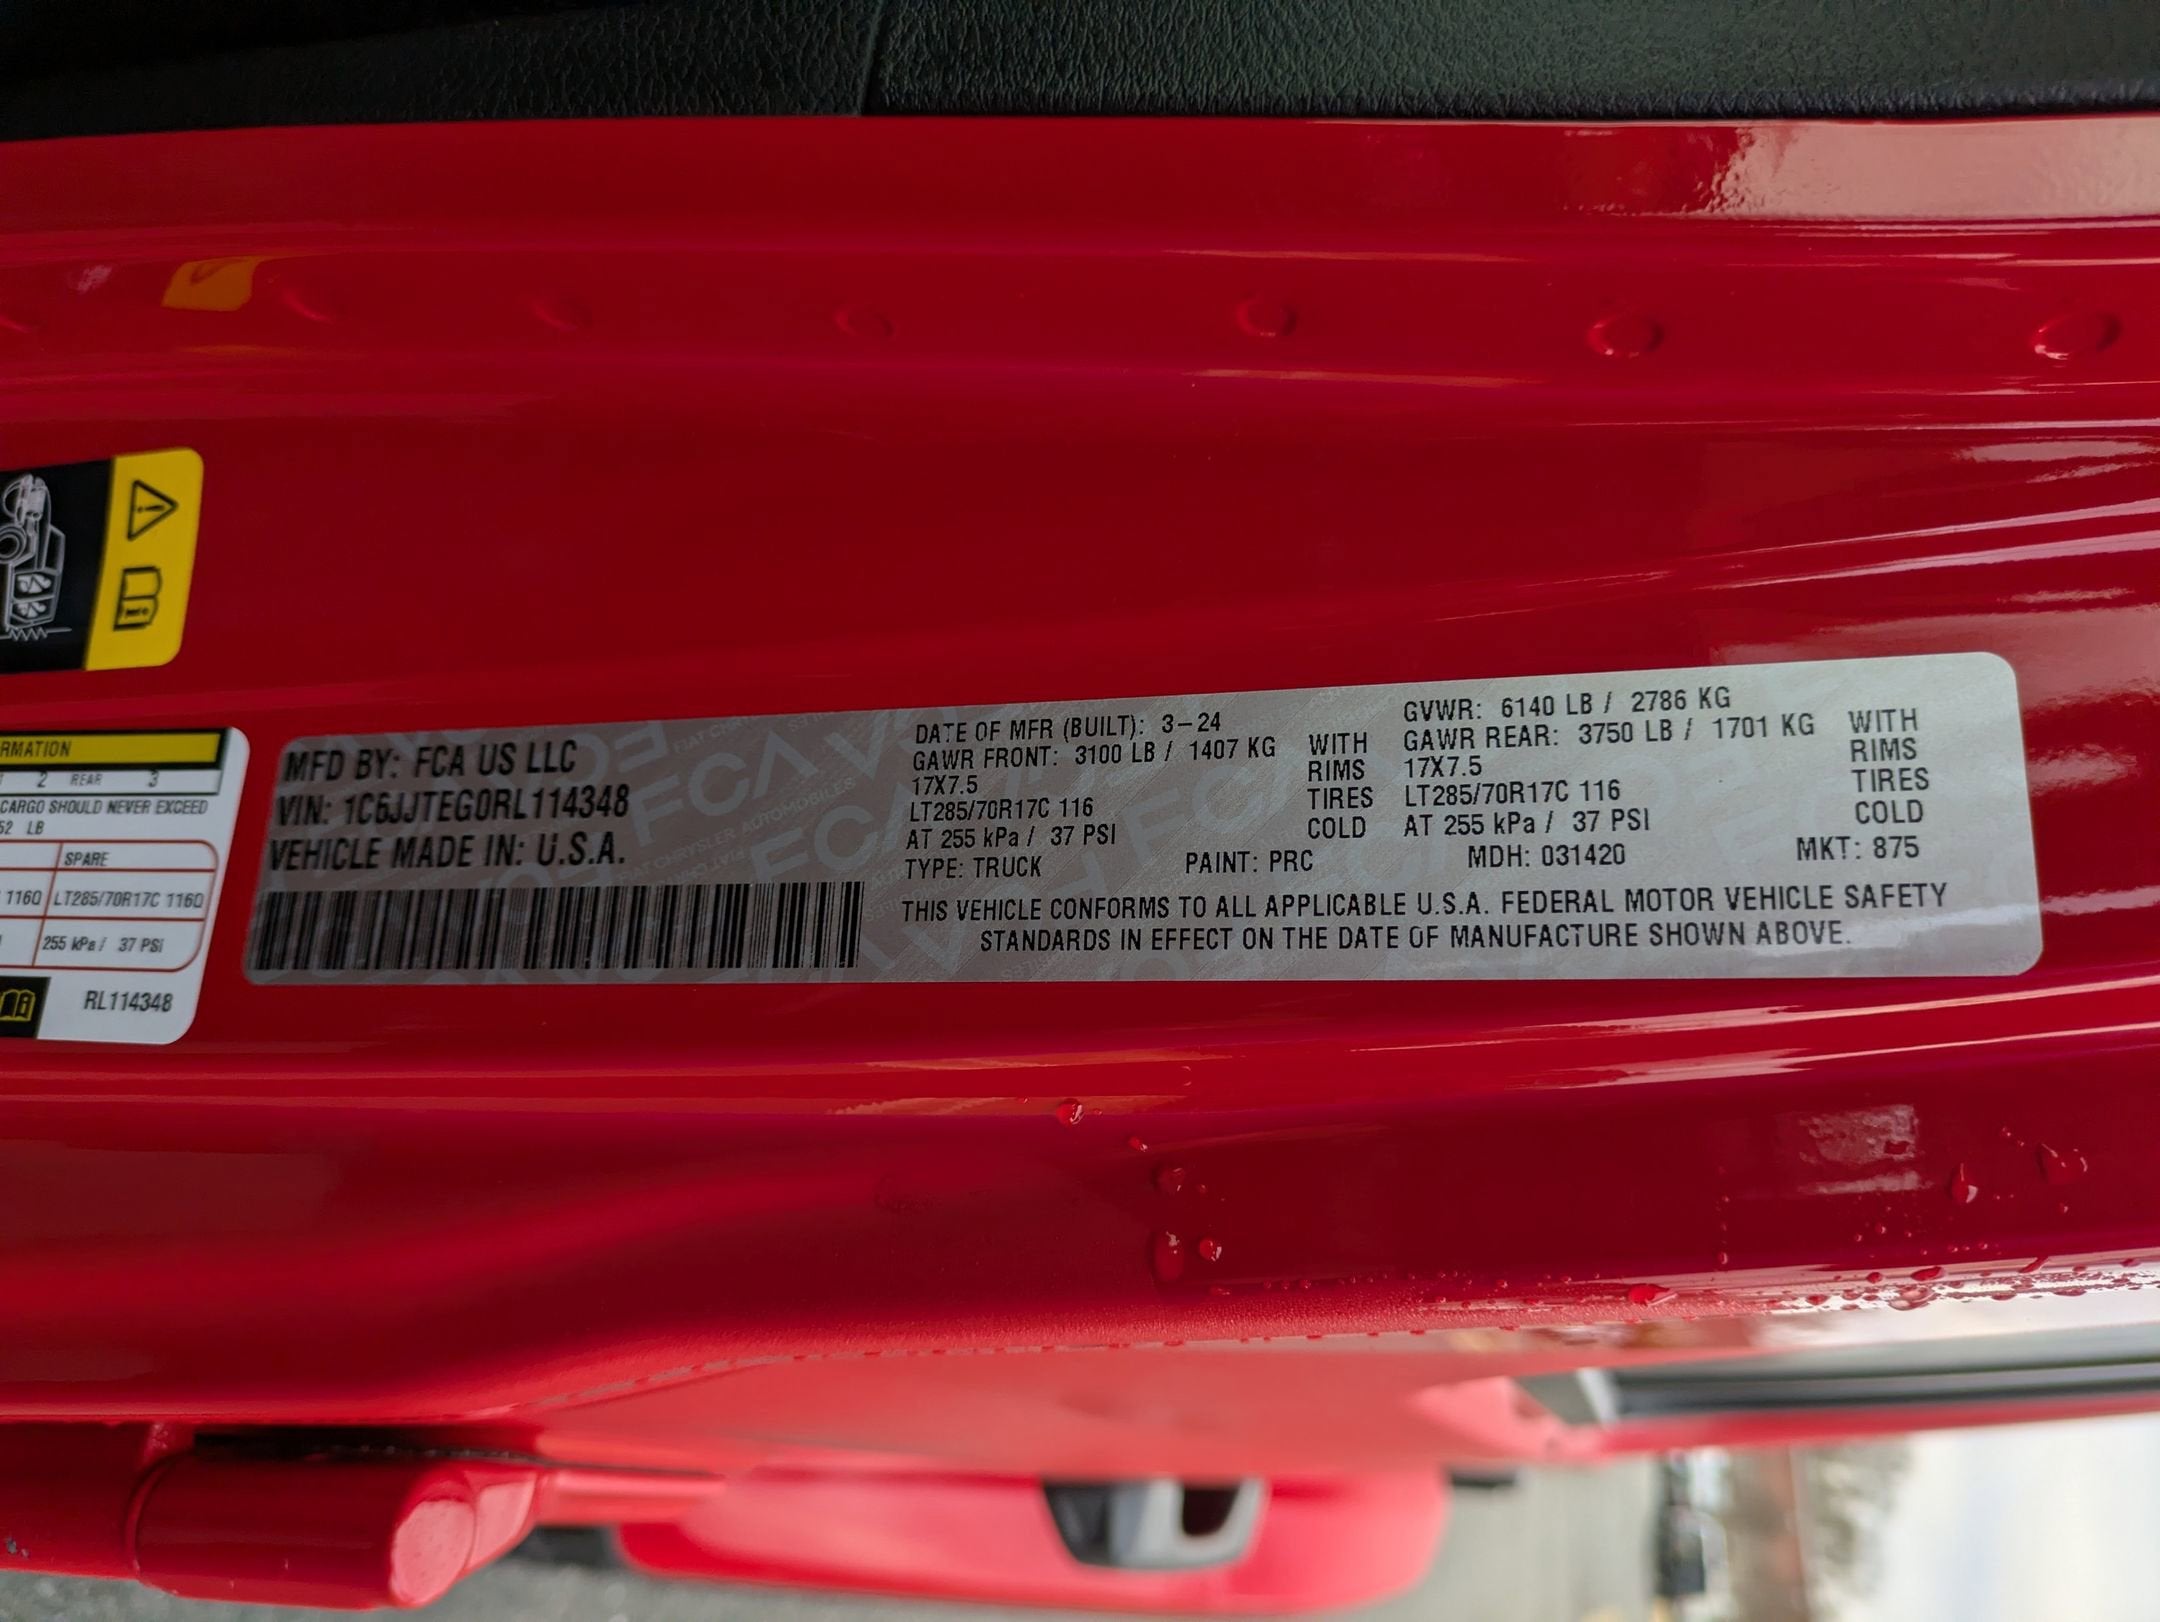 MFD BY: FCA US LLC
VIN: 1C6JJTEG0RL114348
VEHICLE MADE IN: U.S.A.
DATE OF MFR (BUILT): 3-24
GAWR FRONT: 3100 LB / 1407 KG WITH
17X7.5 RIMS
LT285/70R17C 116 TIRES
AT 255 kPa / 37 PSI COLD
GVWR: 6140 LB / 2786 KG
GAWR REAR: 3750 LB / 1701 KG WITH
17X7.5 RIMS
LT285/70R17C 116 TIRES
AT 255 kPa / 37 PSI COLD
TYPE: TRUCK PAINT: PRC MDH: 031420 MKT: 875
THIS VEHICLE CONFORMS TO ALL APPLICABLE U.S.A. FEDERAL MOTOR VEHICLE SAFETY
STANDARDS IN EFFECT ON THE DATE OF MANUFACTURE SHOWN ABOVE.
RMATION
2 REAR 3
CARGO SHOULD NEVER EXCEED
52 LB
SPARE
116Q LT285/70R17C 116Q
255 kPa / 37 PSI
RL114348